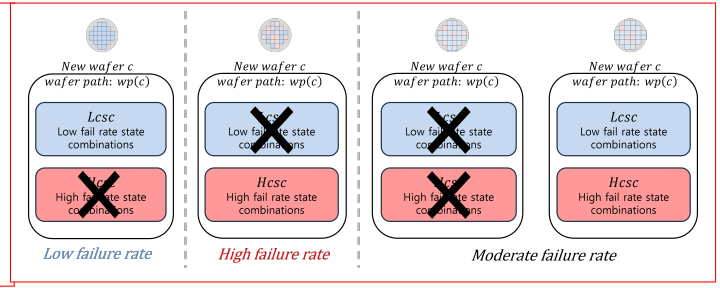 New wafer c
wafer path: wp(c)
Lcsc
Low fail rate state
combinations
Hcsc
High fail rate state
combinations
Low failure rate
New wafer c
wafer path: wp(c)
Lcsc
Low fail rate state
combinations
Hcsc
High fail rate state
combinations
High failure rate
New wafer c
wafer path: wp(c)
Lcsc
Low fail rate state
combinations
Hcsc
High fail rate state
combinations
New wafer c
wafer path: wp(c)
Lcsc
Low fail rate state
combinations
Hcsc
High fail rate state
combinations
Moderate failure rate